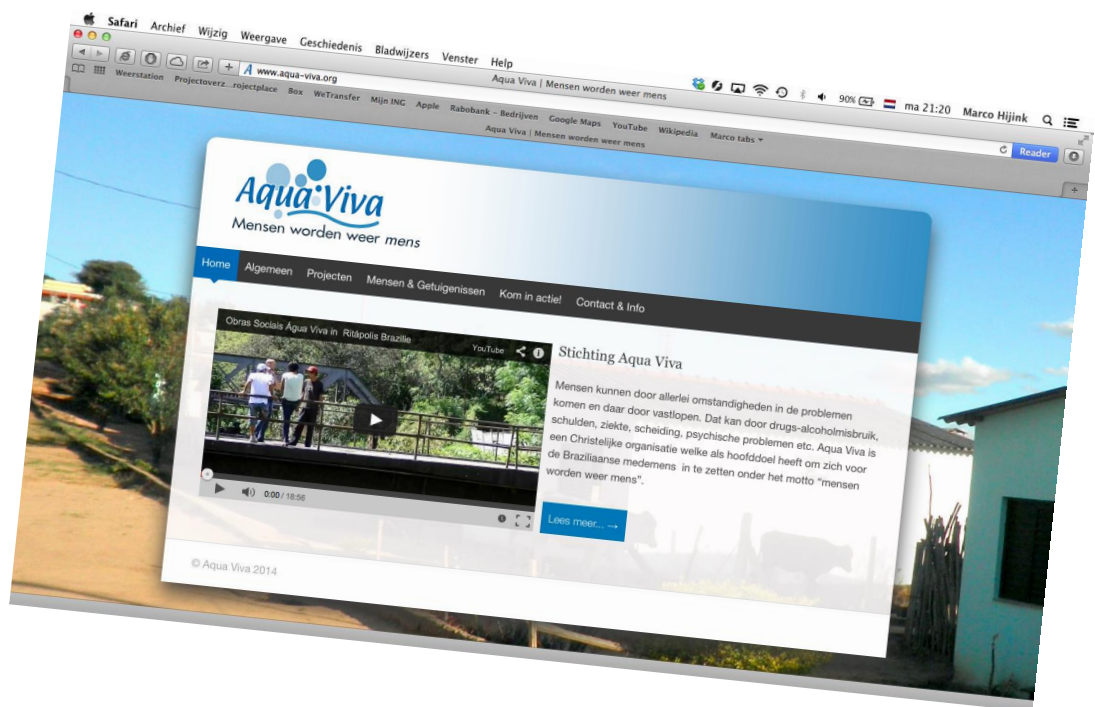 Safari Archief Wijzig Weergave Geschiedenis Bladwijzers Venster Help 90% ma 21:20 Marco Hijink
www.aqua-viva.org Aqua Viva | Mensen worden weer mens Reader
Weerstation Projectoverz...rojectplace Box WeTransfer Mijn ING Apple Rabobank – Bedrijven Google Maps YouTube Wikipedia Marco tabs
Aqua Viva | Mensen worden weer mens
Aqua Viva
Mensen worden weer mens
Home Algemeen Projecten Mensen & Getuigenissen Kom in actie! Contact & Info
Obras Sociais Água Viva in Ritápolis Brazilie YouTube
0:00 / 16:56
Stichting Aqua Viva
Mensen kunnen door allerlei omstandigheden in de problemen
komen en daar door vastlopen. Dat kan door drugs-alcoholmisbruik,
schulden, ziekte, scheiding, psychische problemen etc. Aqua Viva is
een Christelijke organisatie welke als hoofddoel heeft om zich voor
de Braziliaanse medemens in te zetten onder het motto "mensen
worden weer mens".
Lees meer... →
© Aqua Viva 2014